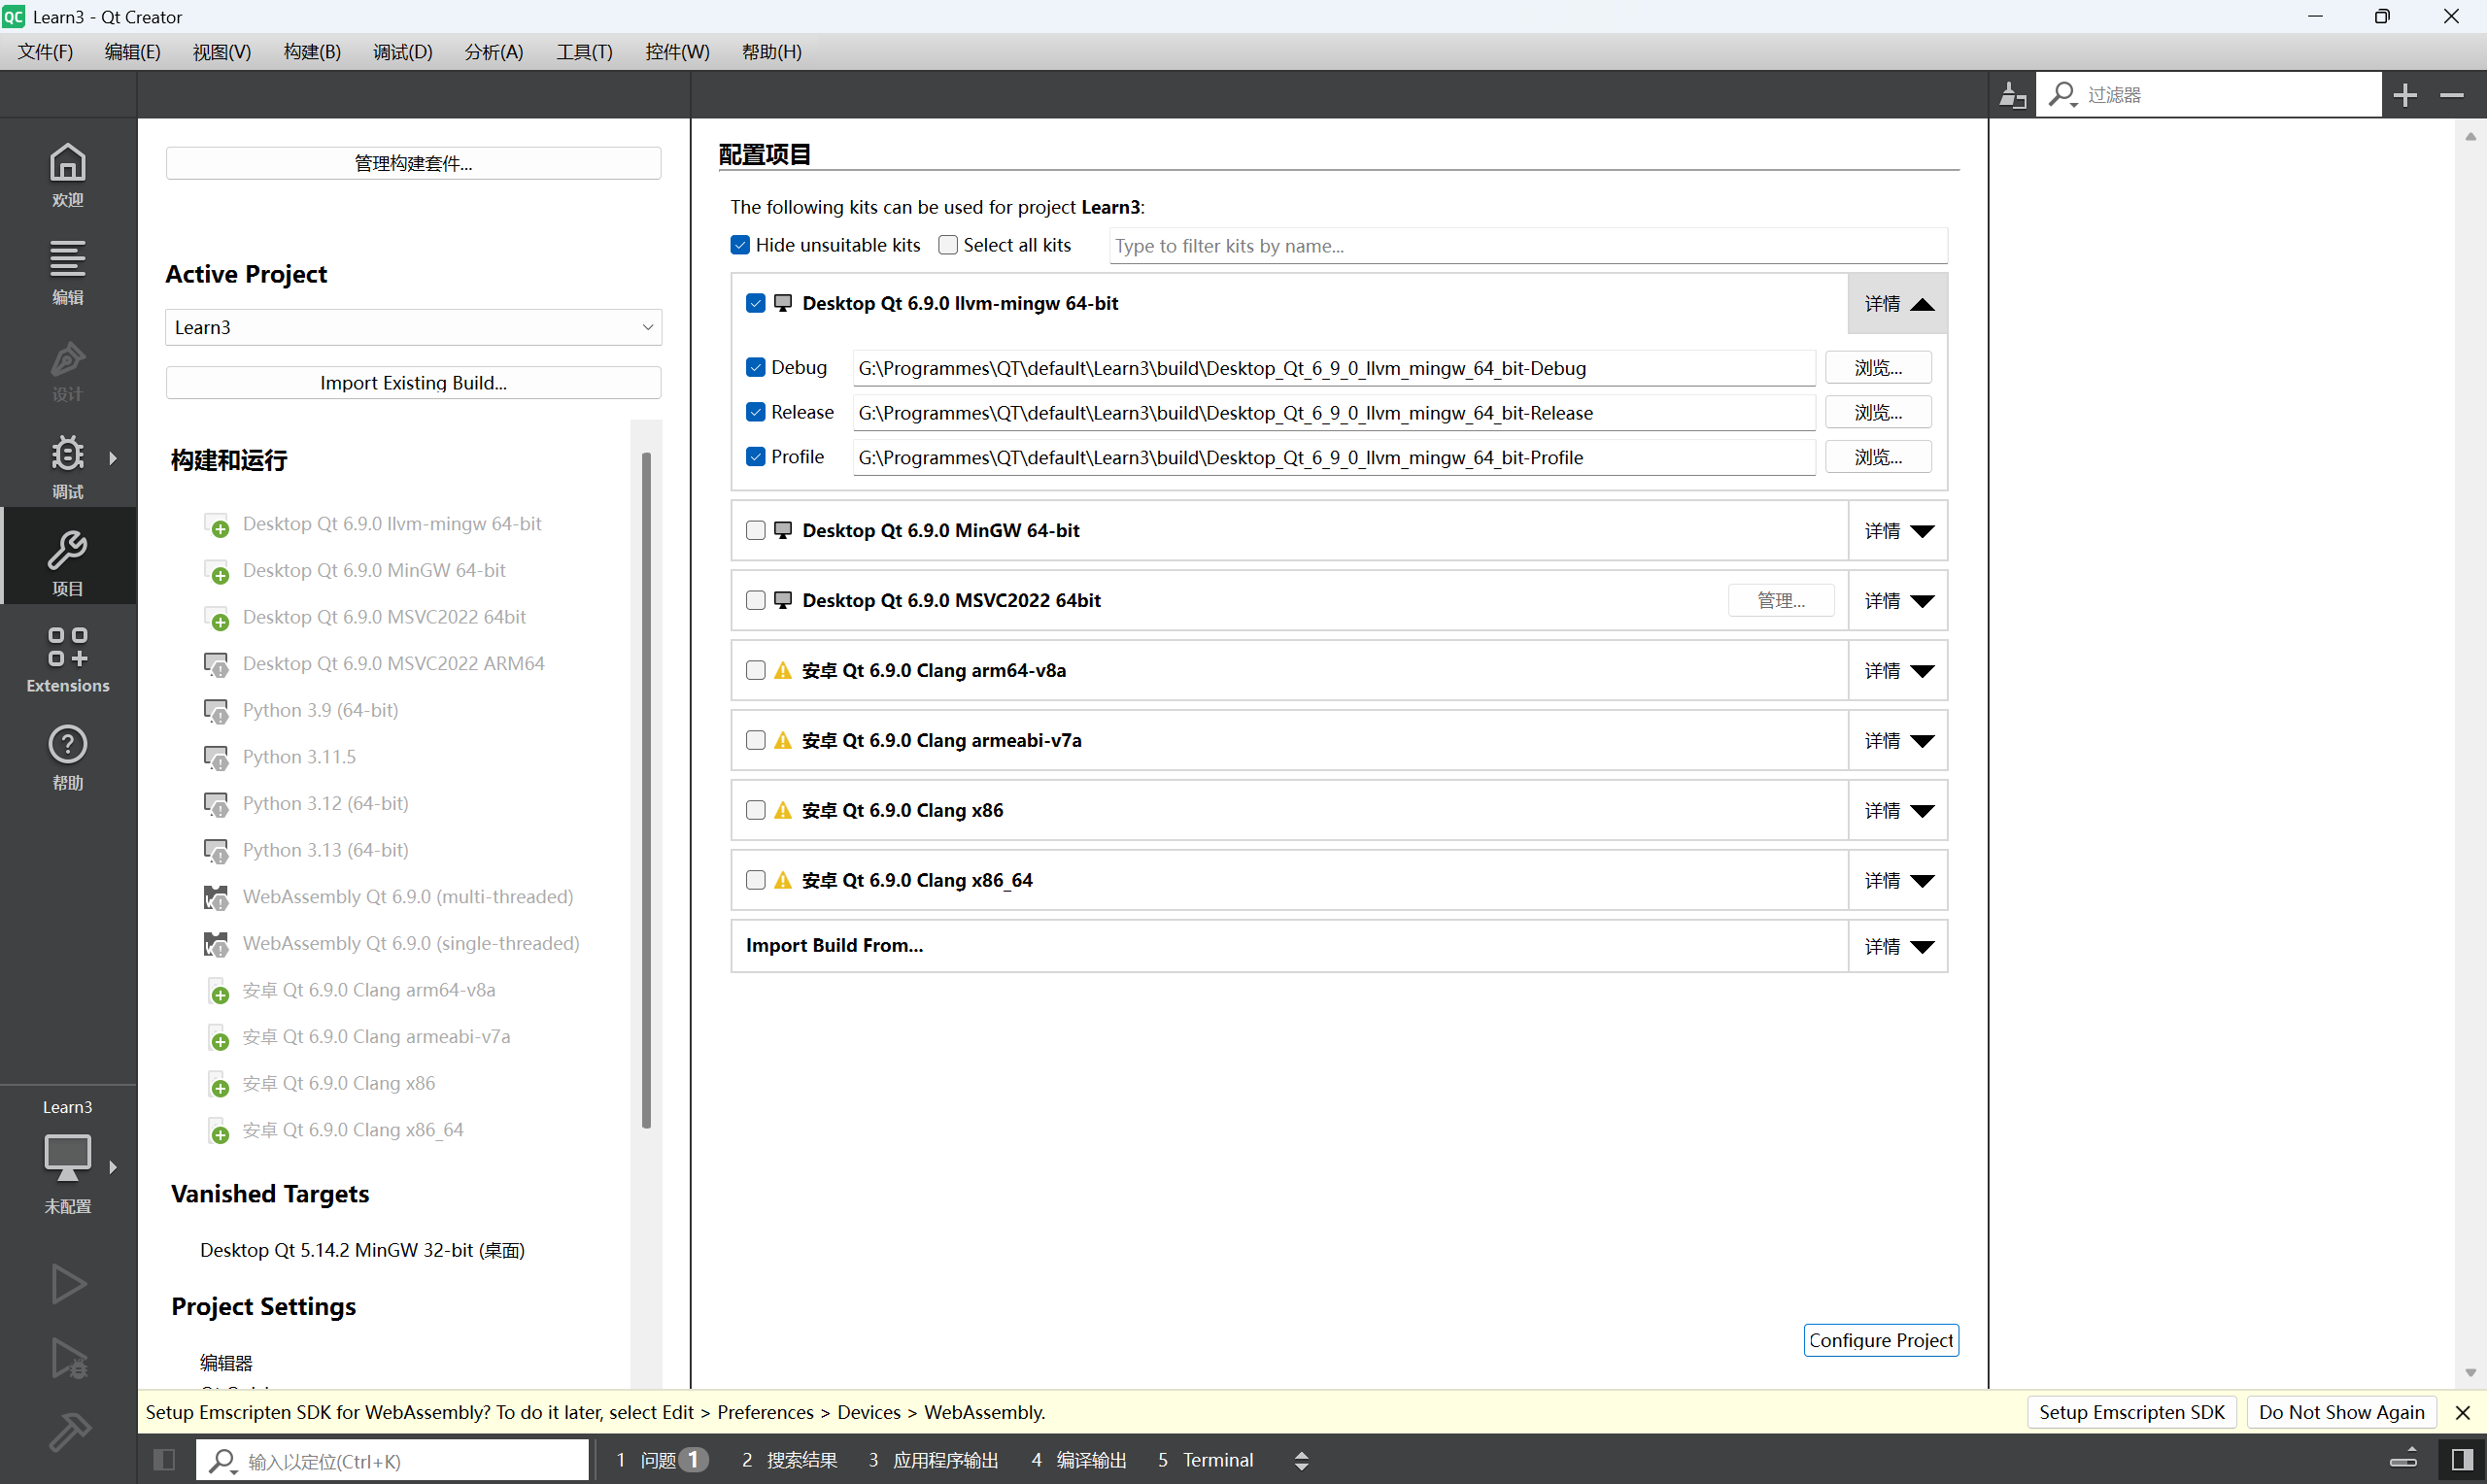 Learn3 - Qt Creator
文件(F) 编辑(E) 视图(V) 构建(B) 调试(D) 分析(A) 工具(T) 控件(W) 帮助(H)
过滤器
欢迎
编辑
设计
调试
项目
Extensions
帮助
Learn3
未配置
管理构建套件...
Active Project
Learn3
Import Existing Build...
构建和运行
Desktop Qt 6.9.0 llvm-mingw 64-bit
Desktop Qt 6.9.0 MinGW 64-bit
Desktop Qt 6.9.0 MSVC2022 64bit
Desktop Qt 6.9.0 MSVC2022 ARM64
Python 3.9 (64-bit)
Python 3.11.5
Python 3.12 (64-bit)
Python 3.13 (64-bit)
WebAssembly Qt 6.9.0 (multi-threaded)
WebAssembly Qt 6.9.0 (single-threaded)
安卓 Qt 6.9.0 Clang arm64-v8a
安卓 Qt 6.9.0 Clang armeabi-v7a
安卓 Qt 6.9.0 Clang x86
安卓 Qt 6.9.0 Clang x86_64
Vanished Targets
Desktop Qt 5.14.2 MinGW 32-bit (桌面)
Project Settings
编辑器
配置项目
The following kits can be used for project Learn3:
Hide unsuitable kits Select all kits Type to filter kits by name...
Desktop Qt 6.9.0 llvm-mingw 64-bit 详情
Debug G:\Programmes\QT\default\Learn3\build\Desktop_Qt_6_9_0_llvm_mingw_64_bit-Debug 浏览...
Release G:\Programmes\QT\default\Learn3\build\Desktop_Qt_6_9_0_llvm_mingw_64_bit-Release 浏览...
Profile G:\Programmes\QT\default\Learn3\build\Desktop_Qt_6_9_0_llvm_mingw_64_bit-Profile 浏览...
Desktop Qt 6.9.0 MinGW 64-bit 详情
Desktop Qt 6.9.0 MSVC2022 64bit 管理... 详情
安卓 Qt 6.9.0 Clang arm64-v8a 详情
安卓 Qt 6.9.0 Clang armeabi-v7a 详情
安卓 Qt 6.9.0 Clang x86 详情
安卓 Qt 6.9.0 Clang x86_64 详情
Import Build From... 详情
Configure Project
Setup Emscripten SDK for WebAssembly? To do it later, select Edit > Preferences > Devices > WebAssembly. Setup Emscripten SDK Do Not Show Again
输入以定位(Ctrl+K) 1 问题 1 2 搜索结果 3 应用程序输出 4 编译输出 5 Terminal